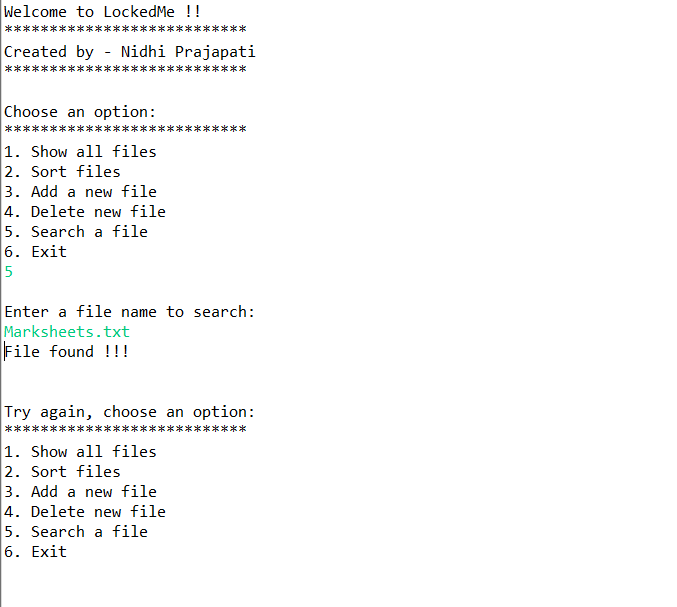 Welcome to LockedMe !!
***************************
Created by - Nidhi Prajapati
***************************
Choose an option:
***************************
1. Show all files
2. Sort files
3. Add a new file
4. Delete new file
5. Search a file
6. Exit
5
Enter a file name to search:
Marksheets.txt
File found !!!
Try again, choose an option:
***************************
1. Show all files
2. Sort files
3. Add a new file
4. Delete new file
5. Search a file
6. Exit